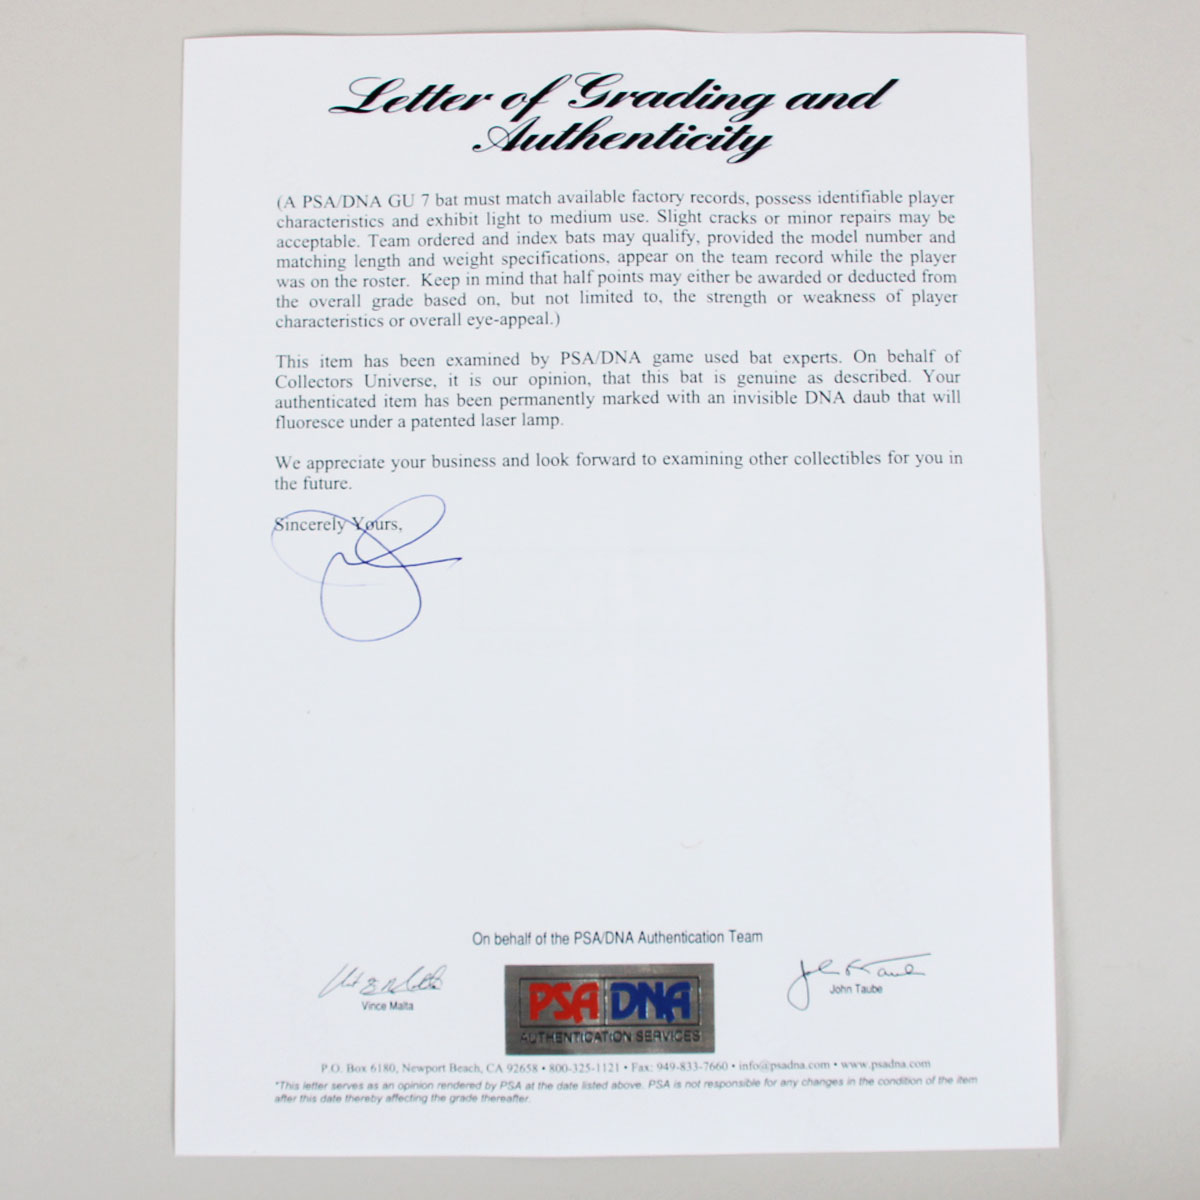 Letter of Grading and
Authenticity
(A PSA/DNA GU 7 bat must match available factory records, possess identifiable player
characteristics and exhibit light to medium use. Slight cracks or minor repairs may be
acceptable. Team ordered and index bats may qualify, provided the model number and
matching length and weight specifications, appear on the team record while the player
was on the roster. Keep in mind that half points may either be awarded or deducted from
the overall grade based on, but not limited to, the strength or weakness of player
characteristics or overall eye-appeal.)
This item has been examined by PSA/DNA game used bat experts. On behalf of
Collectors Universe, it is our opinion, that this bat is genuine as described. Your
authenticated item has been permanently marked with an invisible DNA daub that will
fluoresce under a patented laser lamp.
We appreciate your business and look forward to examining other collectibles for you in
the future.
Sincerely Yours,
On behalf of the PSA/DNA Authentication Team
Vince Malta
PSA DNA
AUTHENTICATION SERVICES
John Taube
John Taube
P.O. Box 6180, Newport Beach, CA 92658 • 800-325-1121 • Fax: 949-833-7660 • info@psadna.com • www.psadna.com
*This letter serves as an opinion rendered by PSA at the date listed above. PSA is not responsible for any changes in the condition of the item
after this date thereby affecting the grade thereafter.